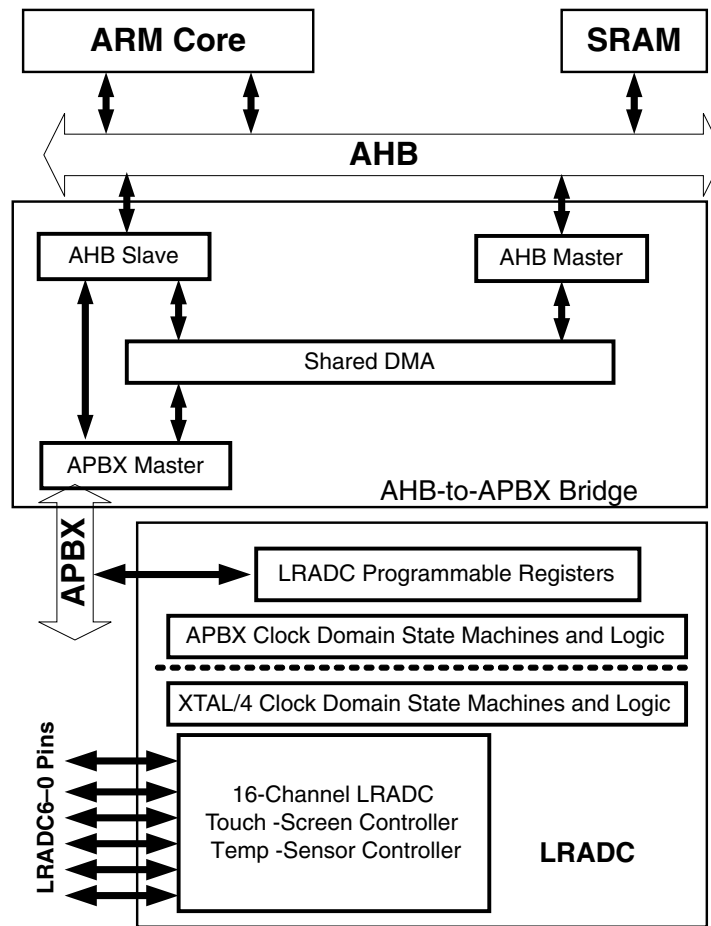 ARM Core
SRAM
AHB
AHB Slave
AHB Master
Shared DMA
APBX Master
AHB-to-APBX Bridge
APBX
LRADC Programmable Registers
APBX Clock Domain State Machines and Logic
XTAL/4 Clock Domain State Machines and Logic
LRADC6–0 Pins
16-Channel LRADC
Touch -Screen Controller
Temp -Sensor Controller
LRADC